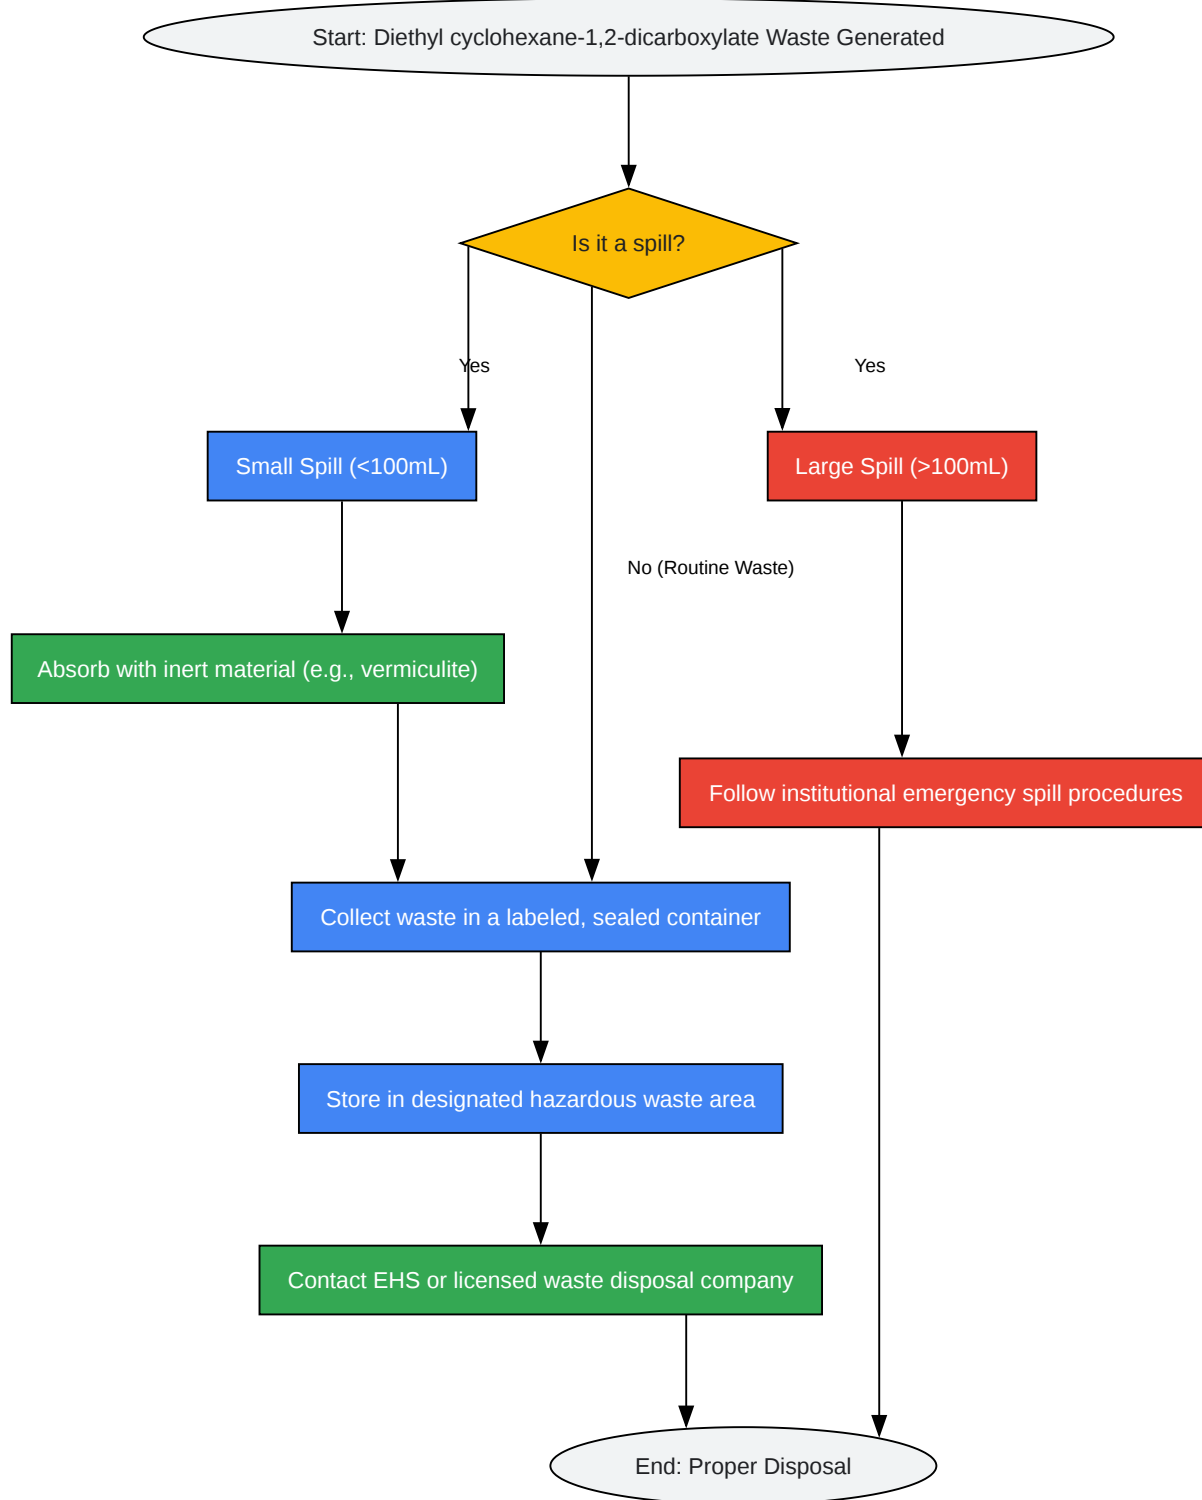 Start: Diethyl cyclohexane-1,2-dicarboxylate Waste Generated
Is it a spill?
Yes
Yes
Small Spill (<100mL)
Large Spill (>100mL)
No (Routine Waste)
Absorb with inert material (e.g., vermiculite)
Follow institutional emergency spill procedures
Collect waste in a labeled, sealed container
Store in designated hazardous waste area
Contact EHS or licensed waste disposal company
End: Proper Disposal